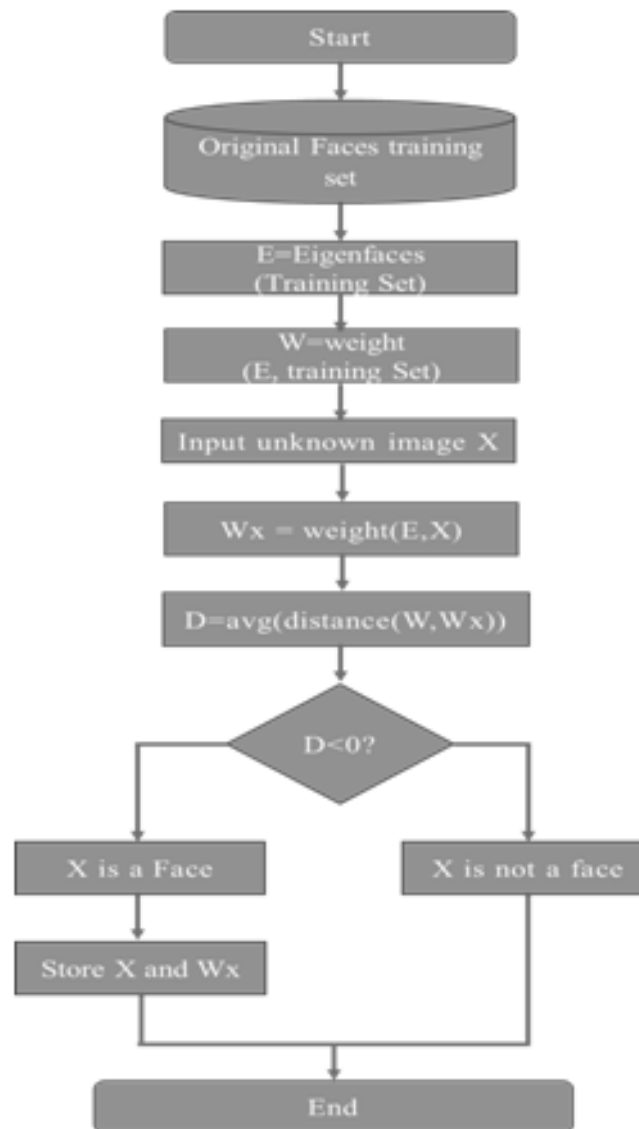 Start
Original Faces training
set
E=Eigenfaces
(Training Set)
W=weight
(E, training Set)
Input unknown image X
Wx = weight(E,X)
D=avg(distance(W,Wx))
D<0?
X is a Face
X is not a face
Store X and Wx
End